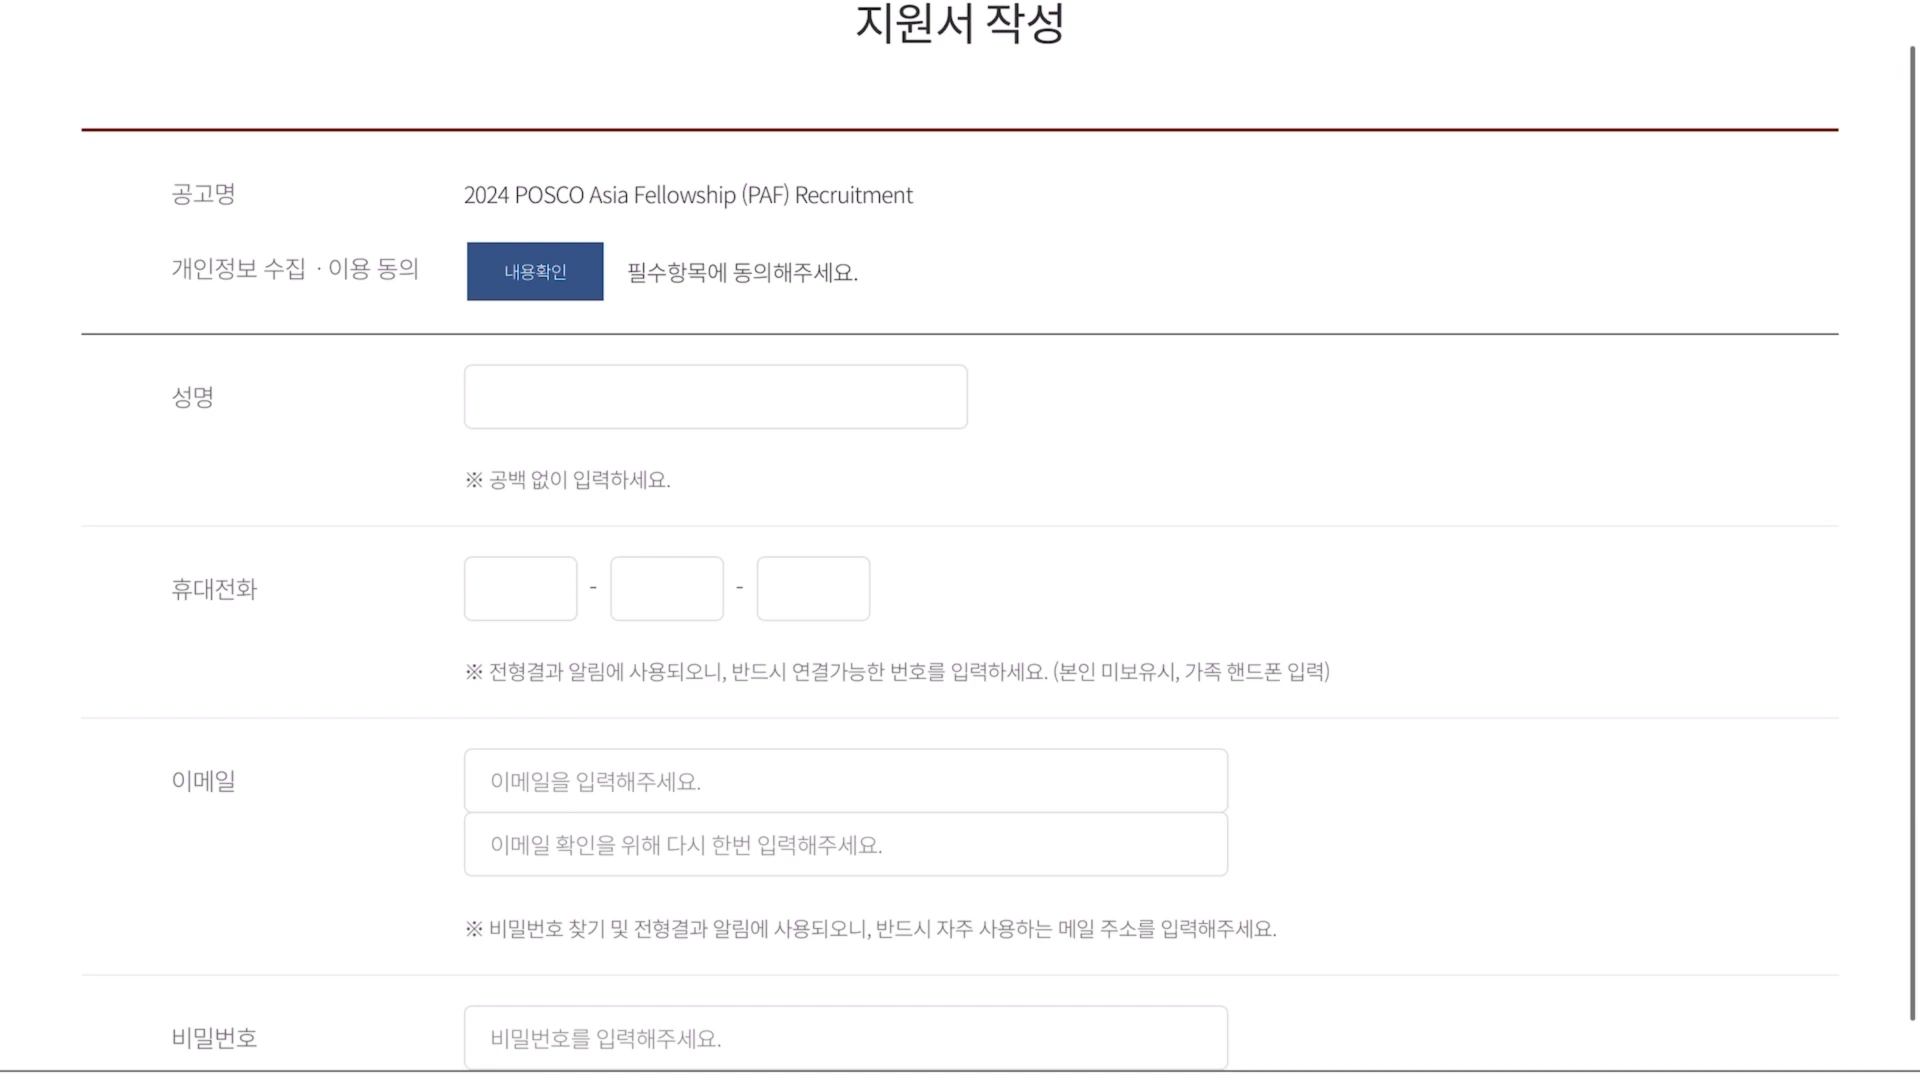 지원서 작성
공고명 2024 POSCO Asia Fellowship (PAF) Recruitment
개인정보 수집 · 이용 동의 내용확인 필수항목에 동의해주세요.
성명
※ 공백 없이 입력하세요.
휴대전화 - -
※ 전형결과 알림에 사용되오니, 반드시 연결가능한 번호를 입력하세요. (본인 미보유시, 가족 핸드폰 입력)
이메일 이메일을 입력해주세요.
이메일 확인을 위해 다시 한번 입력해주세요.
※ 비밀번호 찾기 및 전형결과 알림에 사용되오니, 반드시 자주 사용하는 메일 주소를 입력해주세요.
비밀번호 비밀번호를 입력해주세요.